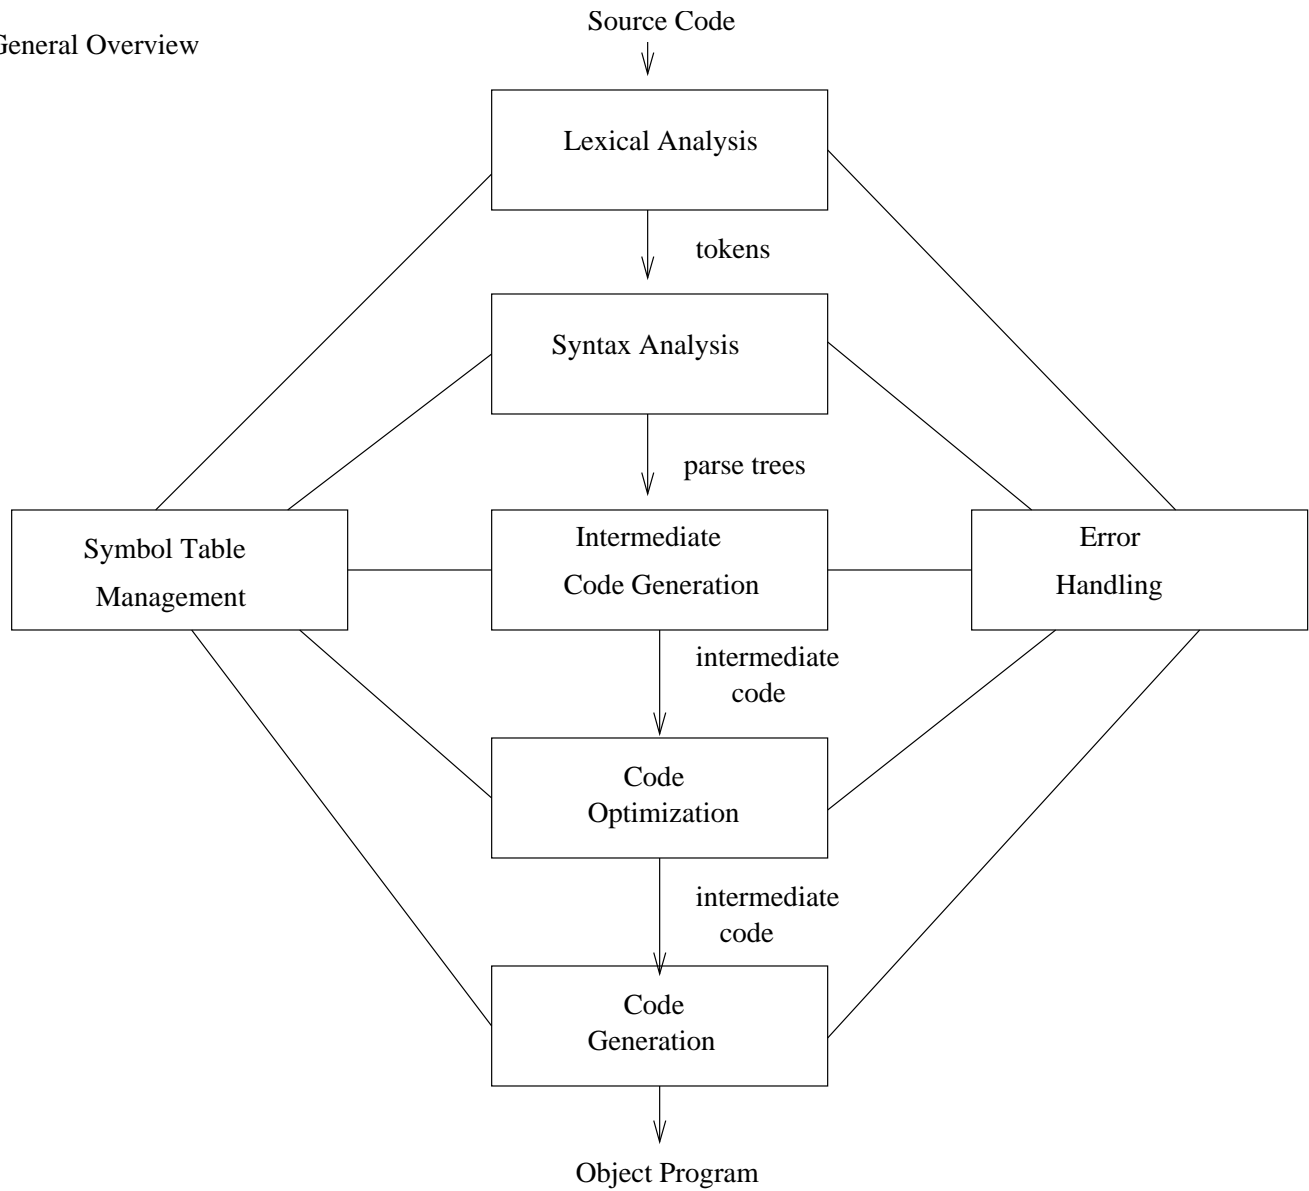 Source Code
General Overview
Lexical Analysis
tokens
Syntax Analysis
parse trees
Symbol Table
Management
Intermediate
Code Generation
Error
Handling
intermediate
code
Code
Optimization
intermediate
code
Code
Generation
Object Program